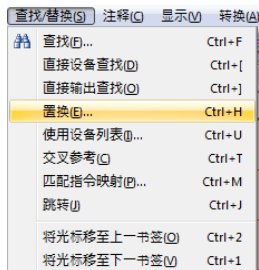 查找/替换(S) 注释(C) 显示(V) 转换(A)
查找(F)... Ctrl+F
直接设备查找(D) Ctrl+[
直接输出查找(O) Ctrl+]
置换(E)... Ctrl+H
使用设备列表(I)... Ctrl+U
交叉参考(C) Ctrl+T
匹配指令映射(P)... Ctrl+M
跳转(J) Ctrl+J
将光标移至上一书签(O) Ctrl+2
将光标移至下一书签(V) Ctrl+1